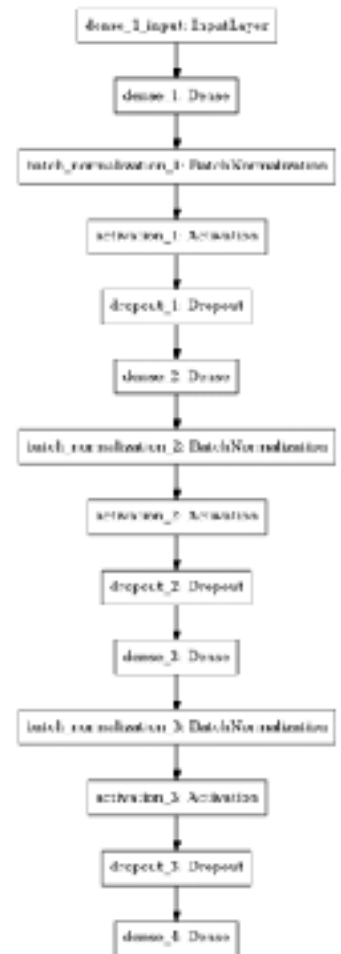 dense_1_input: InputLayer
dense_1: Dense
batch_normalization_1: BatchNormalization
activation_1: Activation
dropout_1: Dropout
dense_2: Dense
batch_normalization_2: BatchNormalization
activation_2: Activation
dropout_2: Dropout
dense_3: Dense
batch_normalization_3: BatchNormalization
activation_3: Activation
dropout_3: Dropout
dense_4: Dense